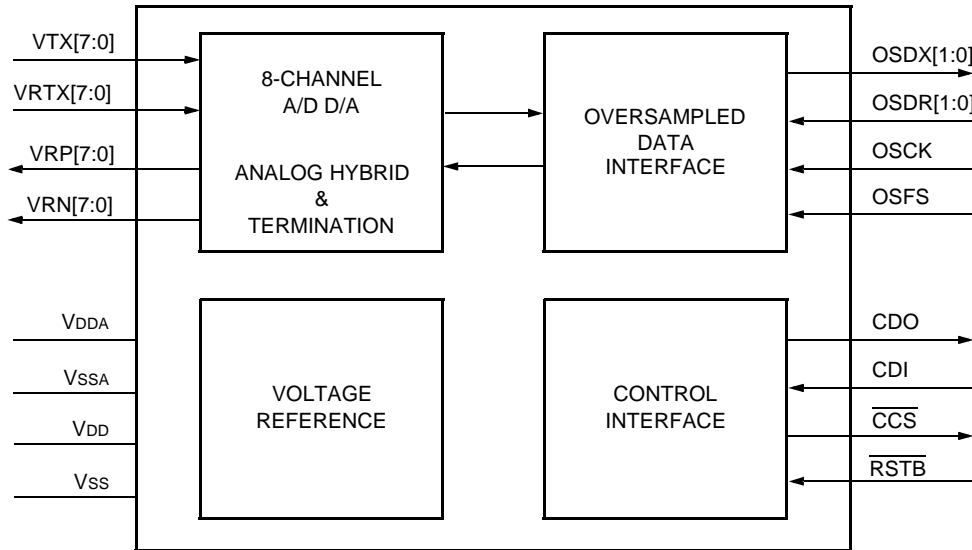 VTX[7:0]
VRTX[7:0]
VRP[7:0]
VRN[7:0]
8-CHANNEL
A/D D/A
ANALOG HYBRID
&
TERMINATION
OVERSAMPLED
DATA
INTERFACE
OSDX[1:0]
OSDR[1:0]
OSCK
OSFS
VDDA
VSSA
VDD
VSS
VOLTAGE
REFERENCE
CONTROL
INTERFACE
CDO
CDI
CCS
RSTB